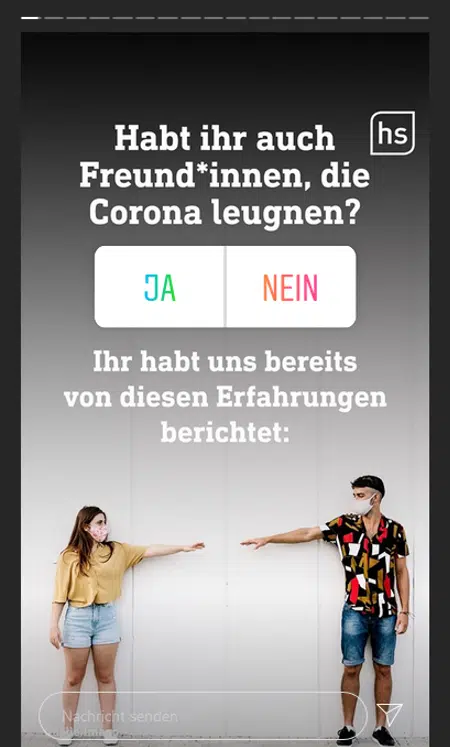 hs
Habt ihr auch
Freund*innen, die
Corona leugnen?
JA NEIN
Ihr habt uns bereits
von diesen Erfahrungen
berichtet:
Nachricht senden